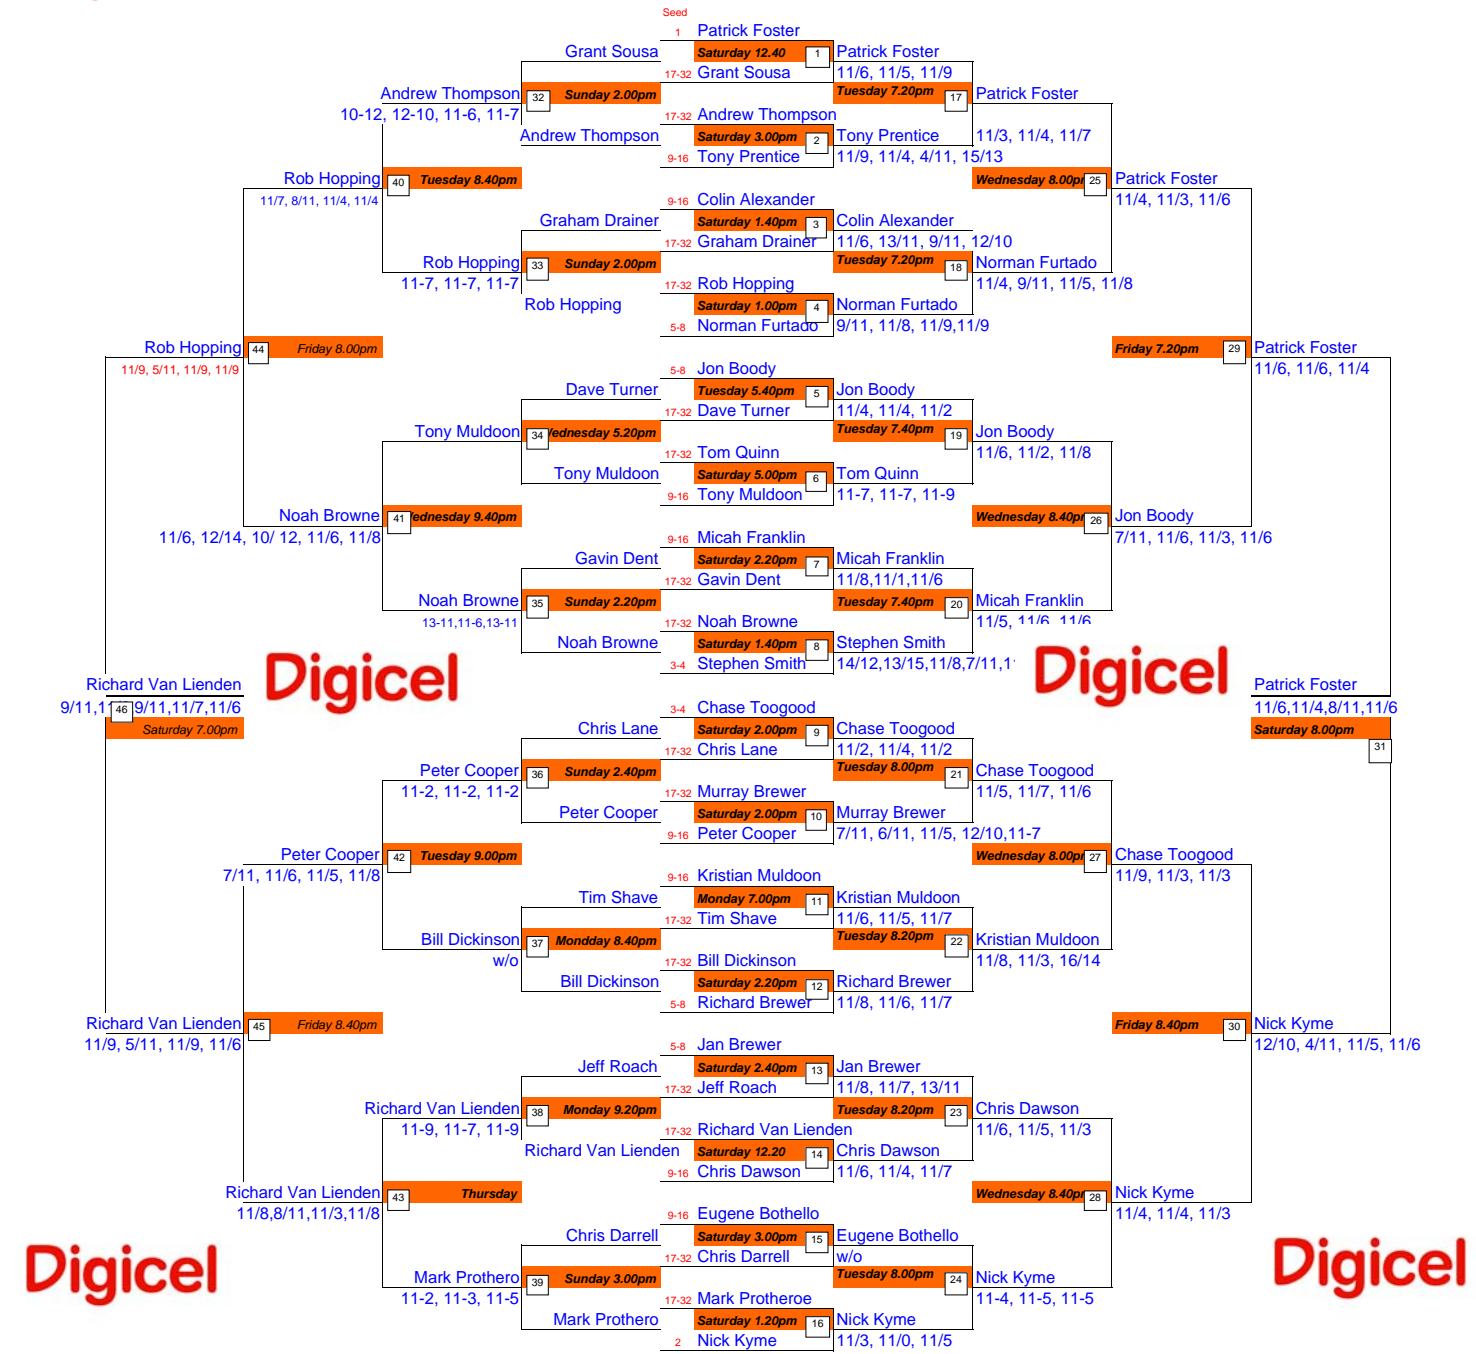 Seed
1 Patrick Foster
Grant Sousa Saturday 12.40 1 Patrick Foster
17-32 Grant Sousa 11/6, 11/5, 11/9
Andrew Thompson 32 Sunday 2.00pm Tuesday 7.20pm 17 Patrick Foster
10-12, 12-10, 11-6, 11-7 17-32 Andrew Thompson
Andrew Thompson Saturday 3.00pm 2 Tony Prentice 11/3, 11/4, 11/7
9-16 Tony Prentice 11/9, 11/4, 4/11, 15/13
Rob Hopping 40 Tuesday 8.40pm Wednesday 8.00p 25 Patrick Foster
11/7, 8/11, 11/4, 11/4 9-16 Colin Alexander 11/4, 11/3, 11/6
Graham Drainer Saturday 1.40pm 3 Colin Alexander
17-32 Graham Drainer 11/6, 13/11, 9/11, 12/10
Rob Hopping 33 Sunday 2.00pm Tuesday 7.20pm 18 Norman Furtado
11-7, 11-7, 11-7 17-32 Rob Hopping 11/4, 9/11, 11/5, 11/8
Rob Hopping Saturday 1.00pm 4 Norman Furtado
5-8 Norman Furtado 9/11, 11/8, 11/9,11/9
Rob Hopping 44 Friday 8.00pm Friday 7.20pm 29 Patrick Foster
11/9, 5/11, 11/9, 11/9 5-8 Jon Boody 11/6, 11/6, 11/4
Dave Turner Tuesday 5.40pm 5 Jon Boody
17-32 Dave Turner 11/4, 11/4, 11/2
Tony Muldoon 34 ednesday 5.20pm Tuesday 7.40pm 19 Jon Boody
17-32 Tom Quinn 11/6, 11/2, 11/8
Tony Muldoon Saturday 5.00pm 6 Tom Quinn
9-16 Tony Muldoon 11-7, 11-7, 11-9
Noah Browne 41 ednesday 9.40pm Wednesday 8.40p 26 Jon Boody
11/6, 12/14, 10/ 12, 11/6, 11/8 9-16 Micah Franklin 7/11, 11/6, 11/3, 11/6
Gavin Dent Saturday 2.20pm 7 Micah Franklin
17-32 Gavin Dent 11/8,11/1,11/6
Noah Browne 35 Sunday 2.20pm Tuesday 7.40pm 20 Micah Franklin
13-11,11-6,13-11 17-32 Noah Browne 11/5, 11/6, 11/6
Noah Browne Saturday 1.40pm 8 Stephen Smith
3-4 Stephen Smith 14/12,13/15,11/8,7/11,1
Digicel Digicel
Richard Van Lienden Patrick Foster
9/11,1 46 9/11,11/7,11/6 3-4 Chase Toogood 11/6,11/4,8/11,11/6
Saturday 7.00pm Chris Lane Saturday 2.00pm 9 Chase Toogood Saturday 8.00pm
17-32 Chris Lane 11/2, 11/4, 11/2 31
Peter Cooper 36 Sunday 2.40pm Tuesday 8.00pm 21 Chase Toogood
11-2, 11-2, 11-2 17-32 Murray Brewer 11/5, 11/7, 11/6
Peter Cooper Saturday 2.00pm 10 Murray Brewer
9-16 Peter Cooper 7/11, 6/11, 11/5, 12/10,11-7
Peter Cooper 42 Tuesday 9.00pm Wednesday 8.00p 27 Chase Toogood
7/11, 11/6, 11/5, 11/8 9-16 Kristian Muldoon 11/9, 11/3, 11/3
Tim Shave Monday 7.00pm 11 Kristian Muldoon
17-32 Tim Shave 11/6, 11/5, 11/7
Bill Dickinson 37 Mondday 8.40pm Tuesday 8.20pm 22 Kristian Muldoon
w/o 17-32 Bill Dickinson 11/8, 11/3, 16/14
Bill Dickinson Saturday 2.20pm 12 Richard Brewer
5-8 Richard Brewer 11/8, 11/6, 11/7
Richard Van Lienden 45 Friday 8.40pm Friday 8.40pm 30 Nick Kyme
11/9, 5/11, 11/9, 11/6 5-8 Jan Brewer 12/10, 4/11, 11/5, 11/6
Jeff Roach Saturday 2.40pm 13 Jan Brewer
17-32 Jeff Roach 11/8, 11/7, 13/11
Richard Van Lienden 38 Monday 9.20pm Tuesday 8.20pm 23 Chris Dawson
11-9, 11-7, 11-9 17-32 Richard Van Lienden 11/6, 11/5, 11/3
Richard Van Lienden Saturday 12.20 14 Chris Dawson
9-16 Chris Dawson 11/6, 11/4, 11/7
Richard Van Lienden 43 Thursday Wednesday 8.40p 28 Nick Kyme
11/8,8/11,11/3,11/8 9-16 Eugene Bothello 11/4, 11/4, 11/3
Chris Darrell Saturday 3.00pm 15 Eugene Bothello
17-32 Chris Darrell w/o
Digicel Digicel
Mark Prothero 39 Sunday 3.00pm Tuesday 8.00pm 24 Nick Kyme
11-2, 11-3, 11-5 17-32 Mark Protheroe 11-4, 11-5, 11-5
Mark Prothero Saturday 1.20pm 16 Nick Kyme
2 Nick Kyme 11/3, 11/0, 11/5